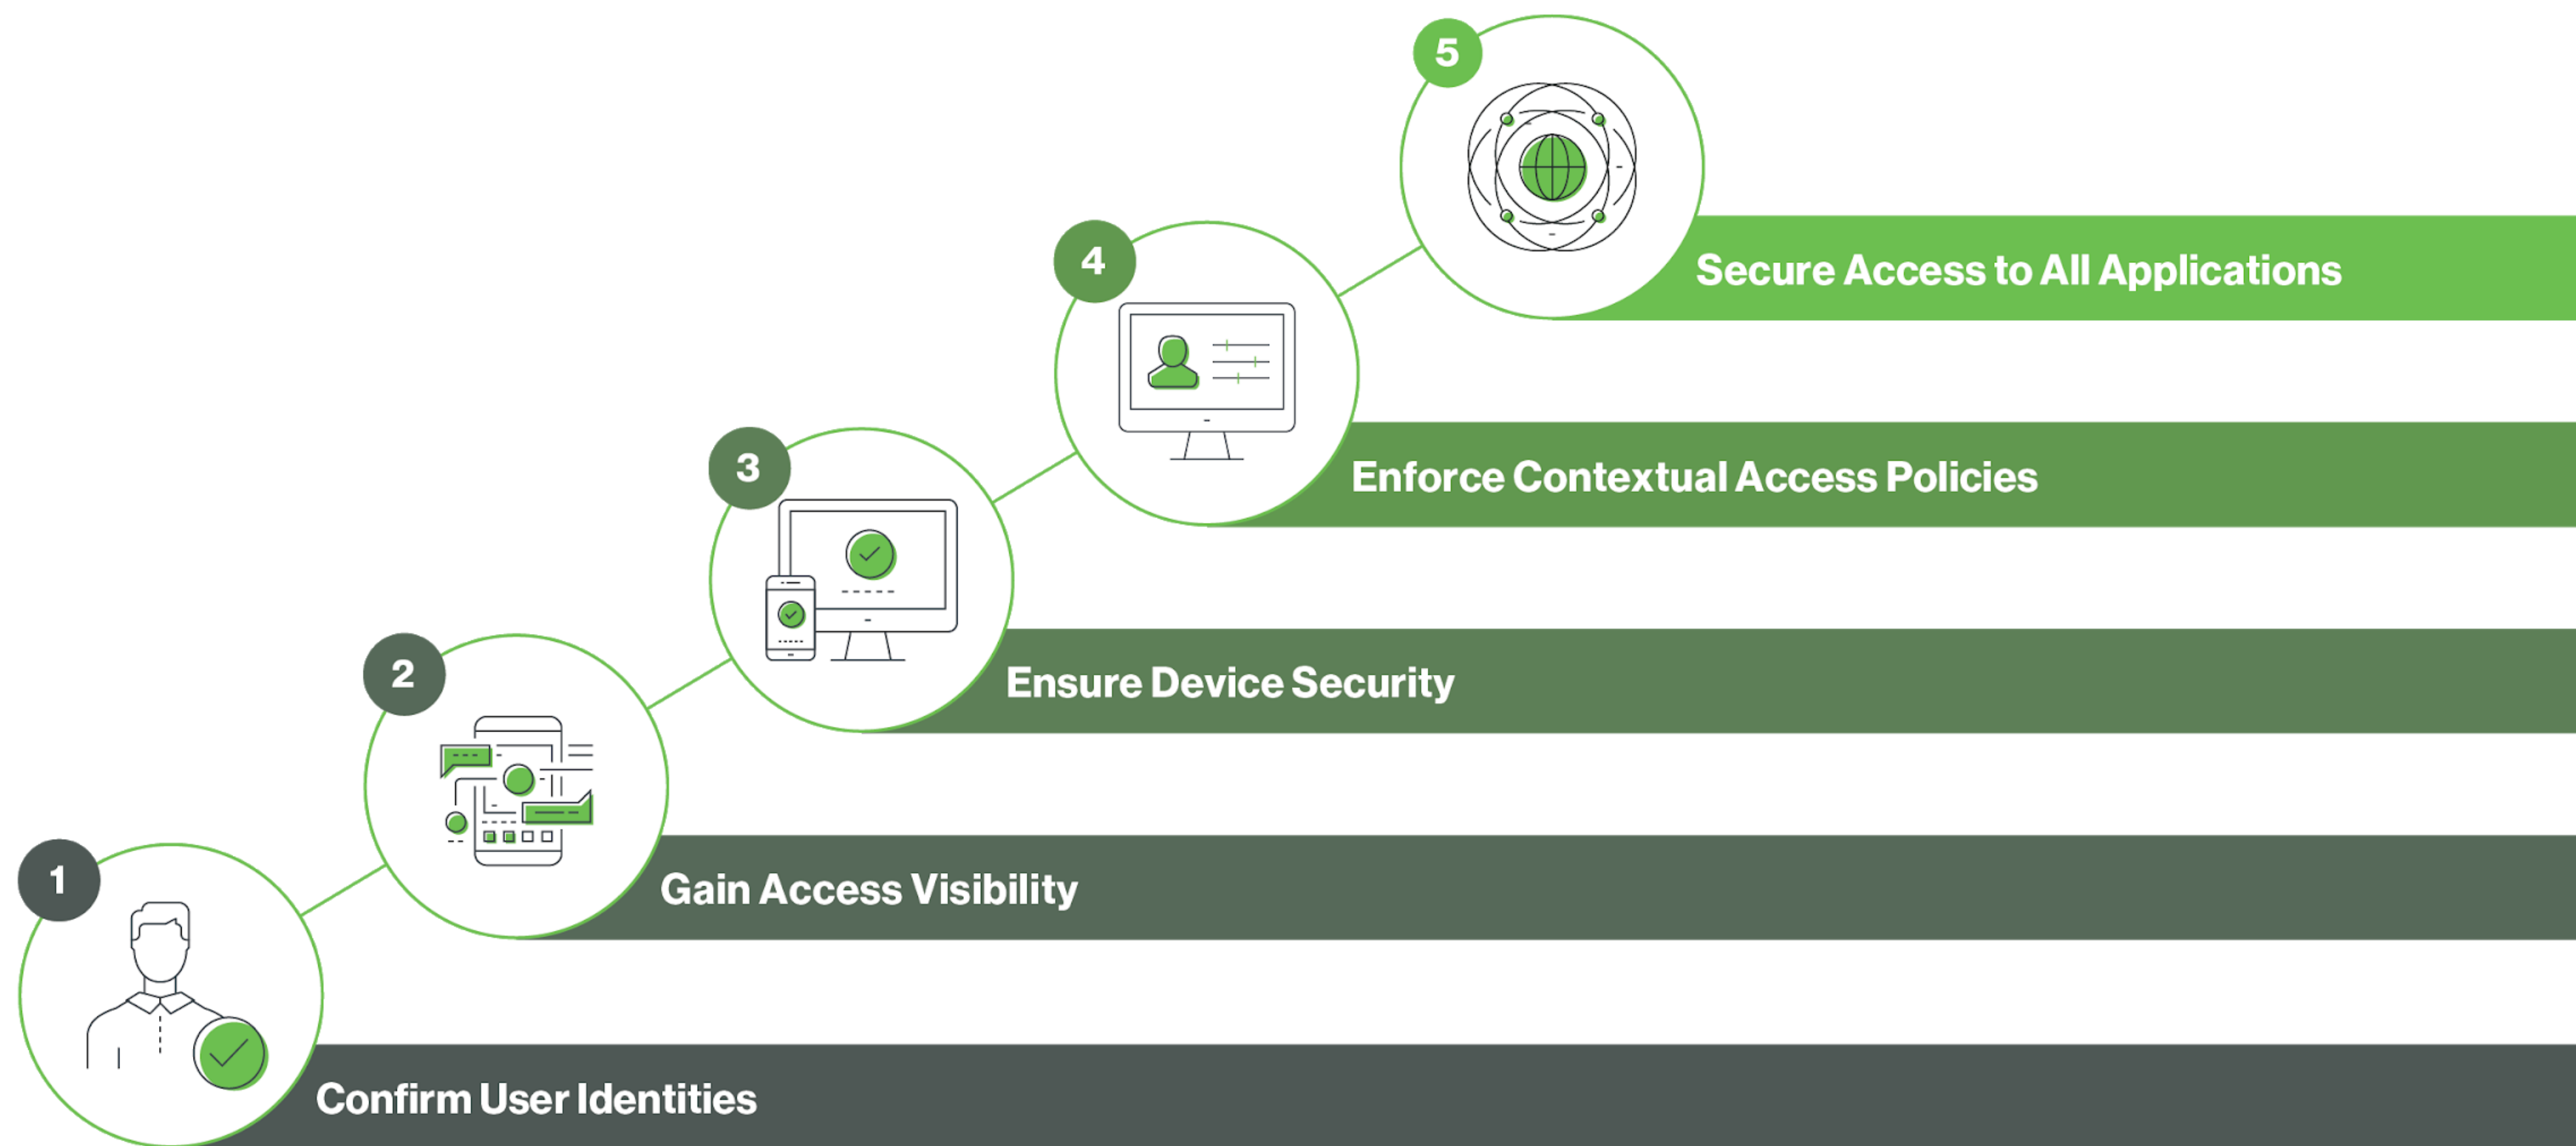 5
Secure Access to All Applications
4
Enforce Contextual Access Policies
3
Ensure Device Security
2
Gain Access Visibility
1
Confirm User Identities